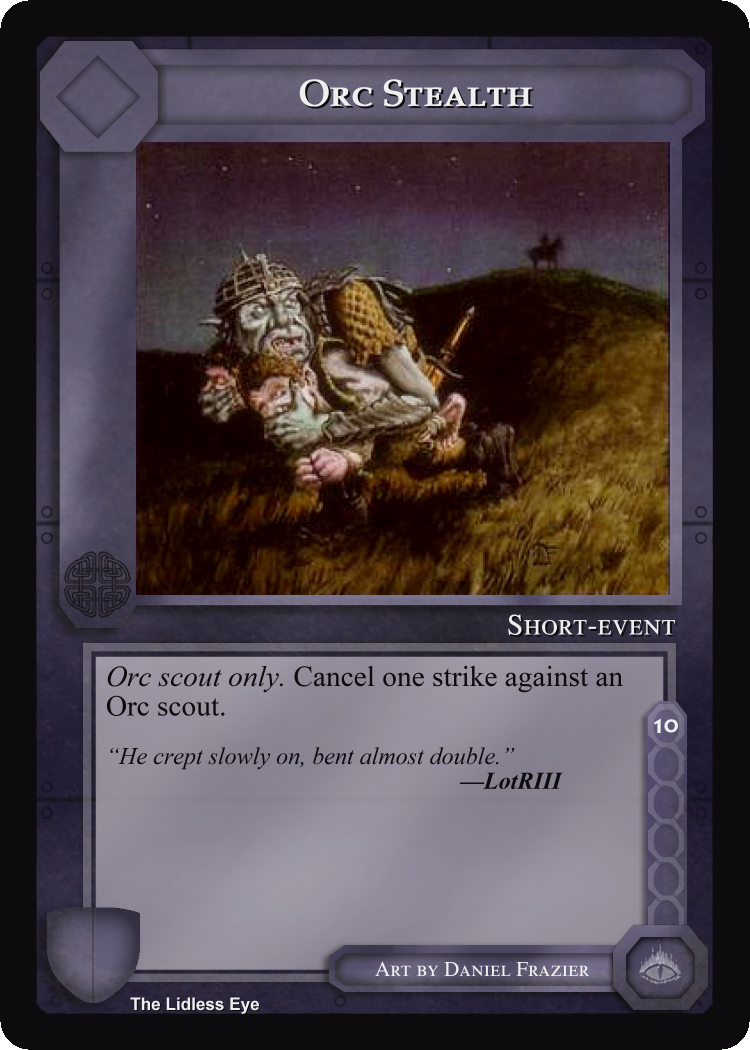 Orc Stealth
Short-event
Orc scout only. Cancel one strike against an
Orc scout.
“He crept slowly on, bent almost double.”
—LotRIII
10
Art by Daniel Frazier
The Lidless Eye